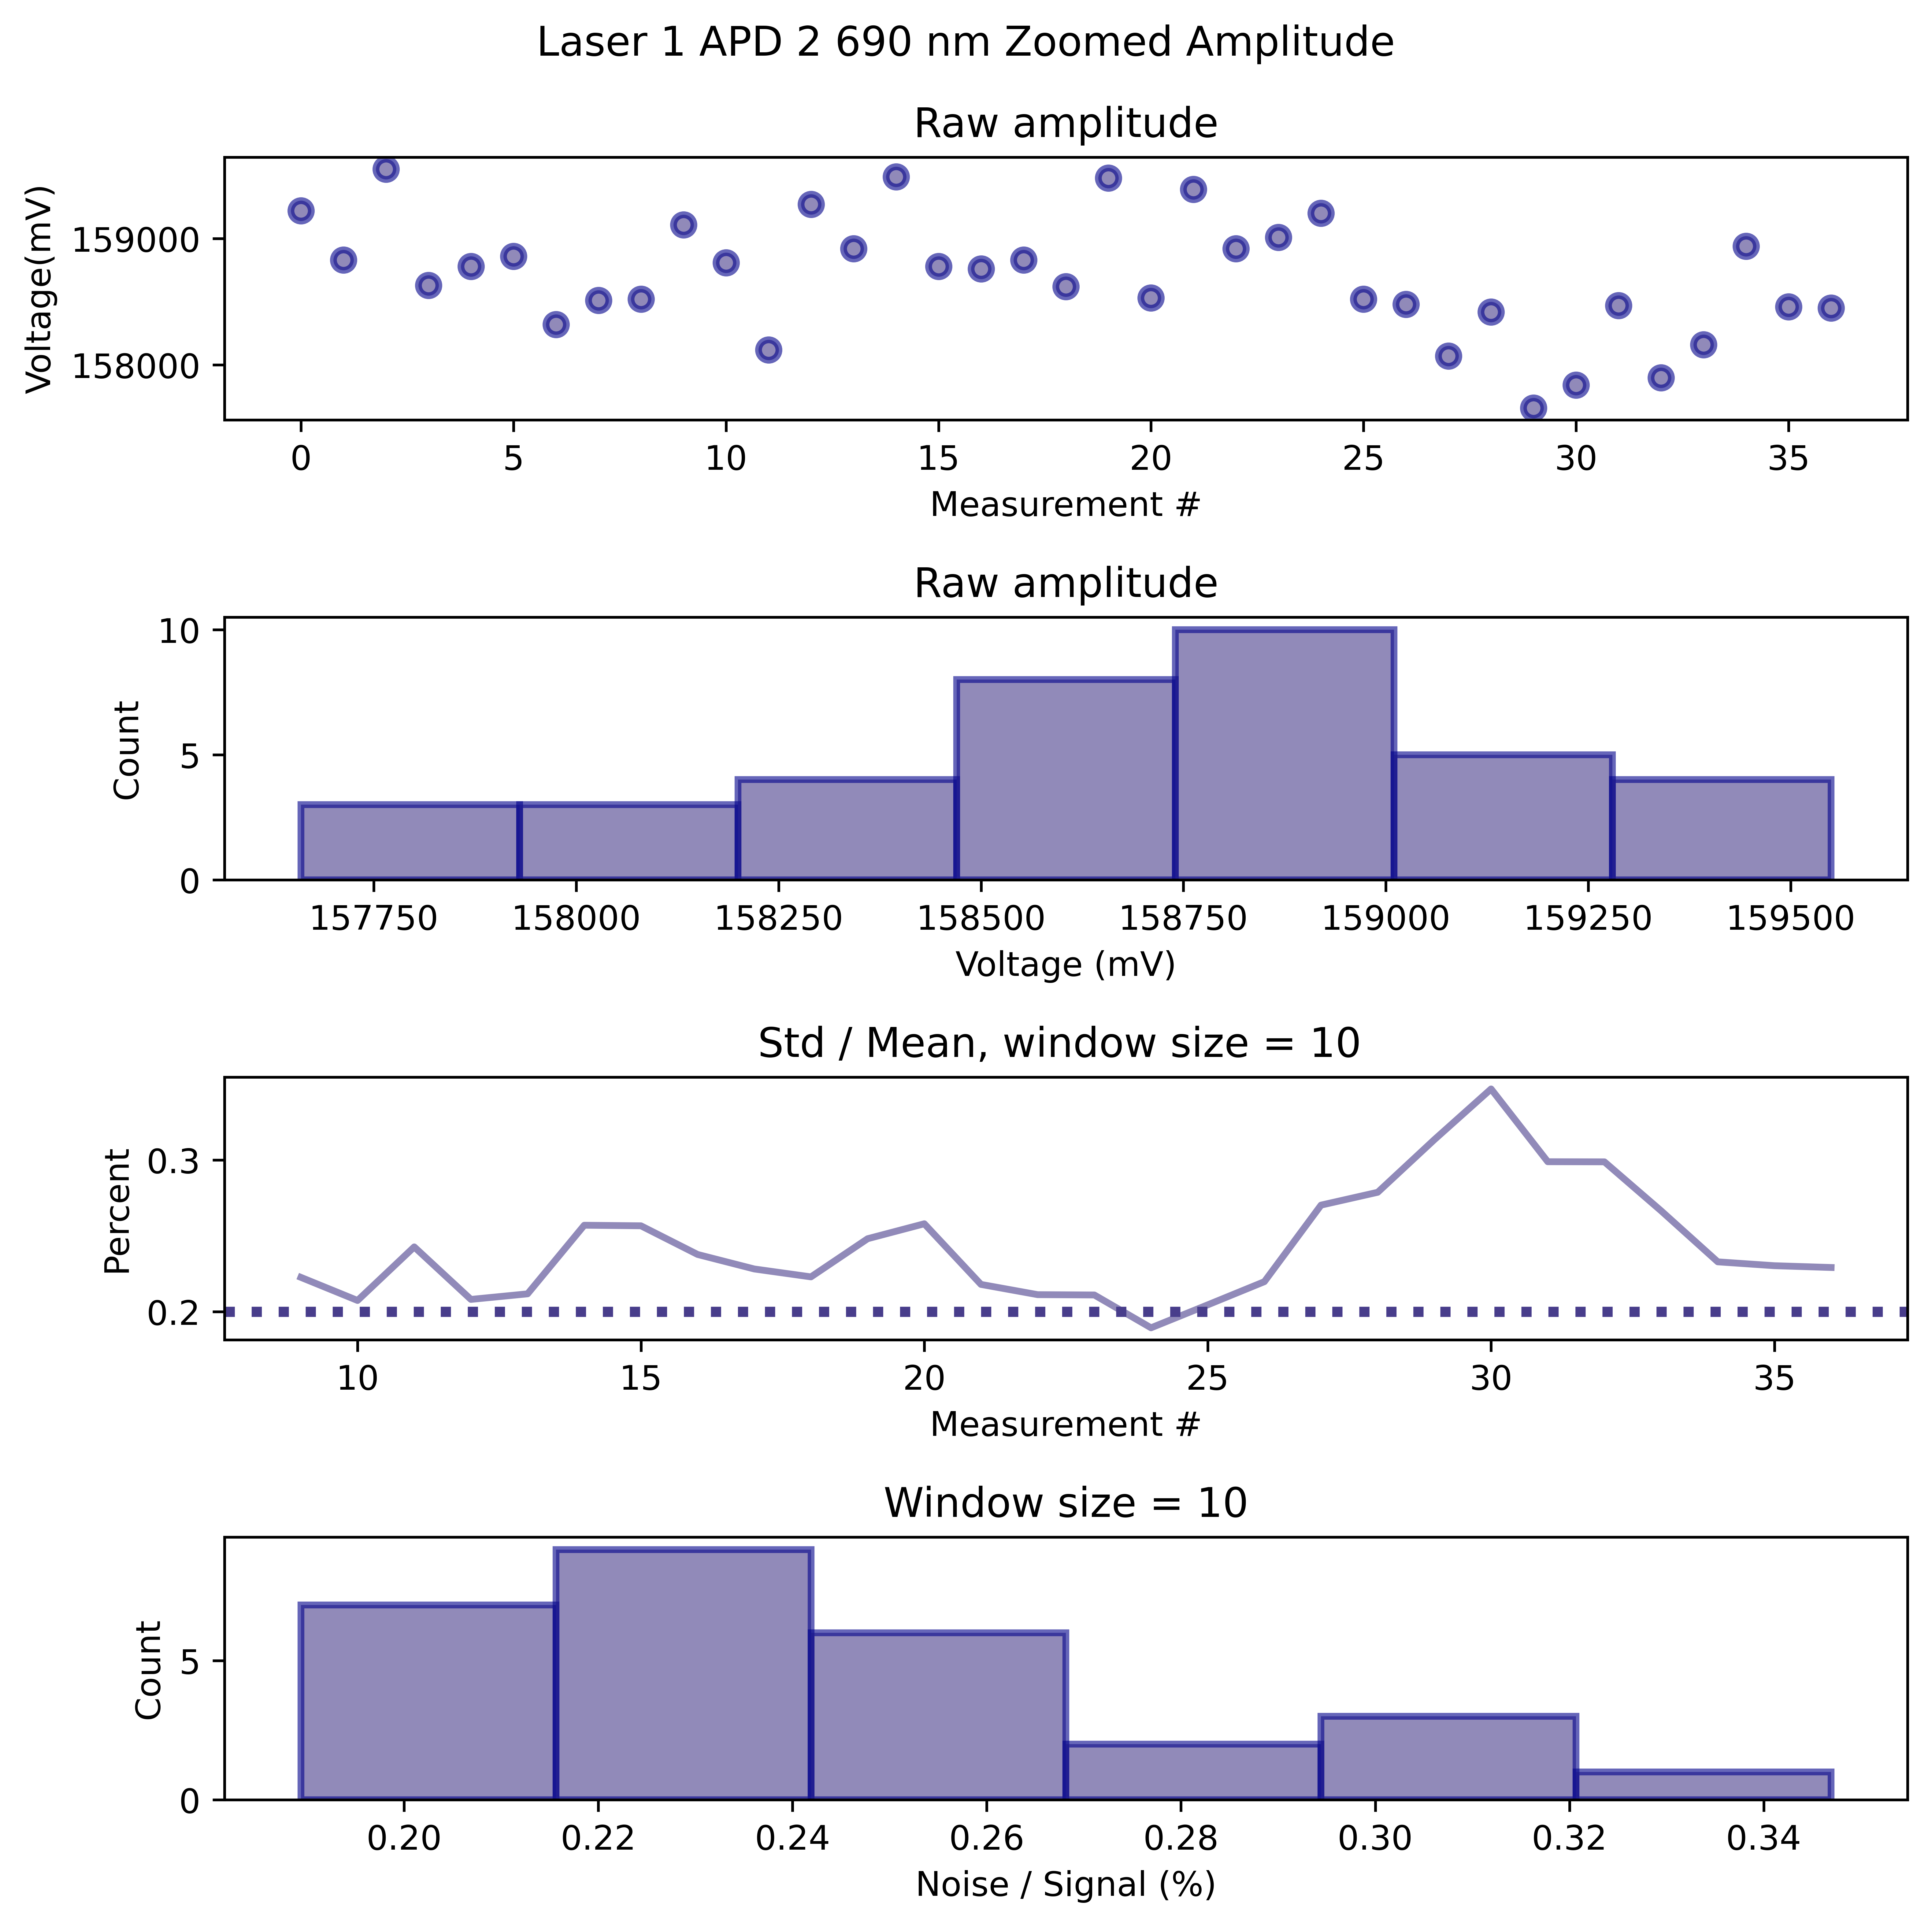 Laser 1 APD 2 690 nm Zoomed Amplitude
Raw amplitude
Voltage(mV)
159000
158000
0 5 10 15 20 25 30 35
Measurement #
Raw amplitude
Count
10
5
0
157750 158000 158250 158500 158750 159000 159250 159500
Voltage (mV)
Std / Mean, window size = 10
Percent
0.3
0.2
10 15 20 25 30 35
Measurement #
Window size = 10
Count
5
0
0.20 0.22 0.24 0.26 0.28 0.30 0.32 0.34
Noise / Signal (%)